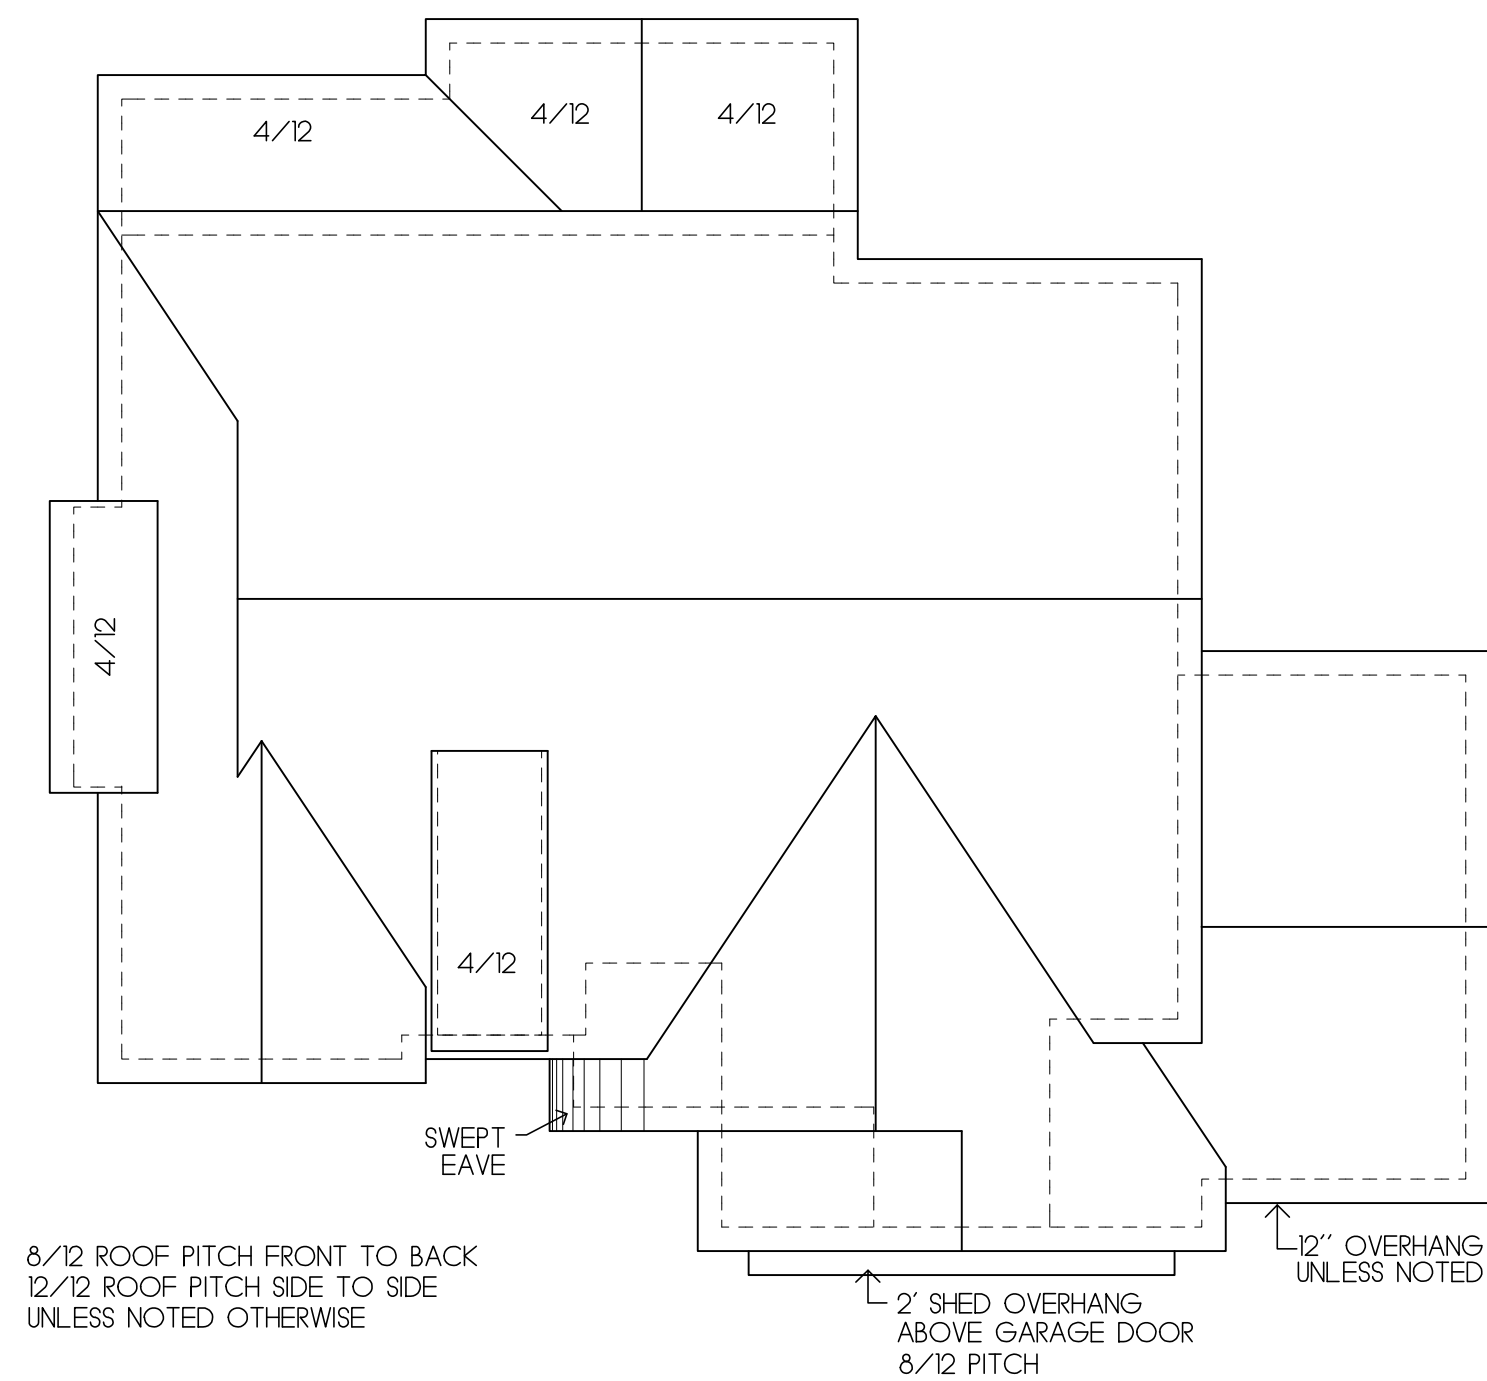 4/12
4/12
4/12
4/12
4/12
SWEPT
EAVE
8/12 ROOF PITCH FRONT TO BACK
12/12 ROOF PITCH SIDE TO SIDE
UNLESS NOTED OTHERWISE
12'' OVERHANG
UNLESS NOTED
2' SHED OVERHANG
ABOVE GARAGE DOOR
8/12 PITCH